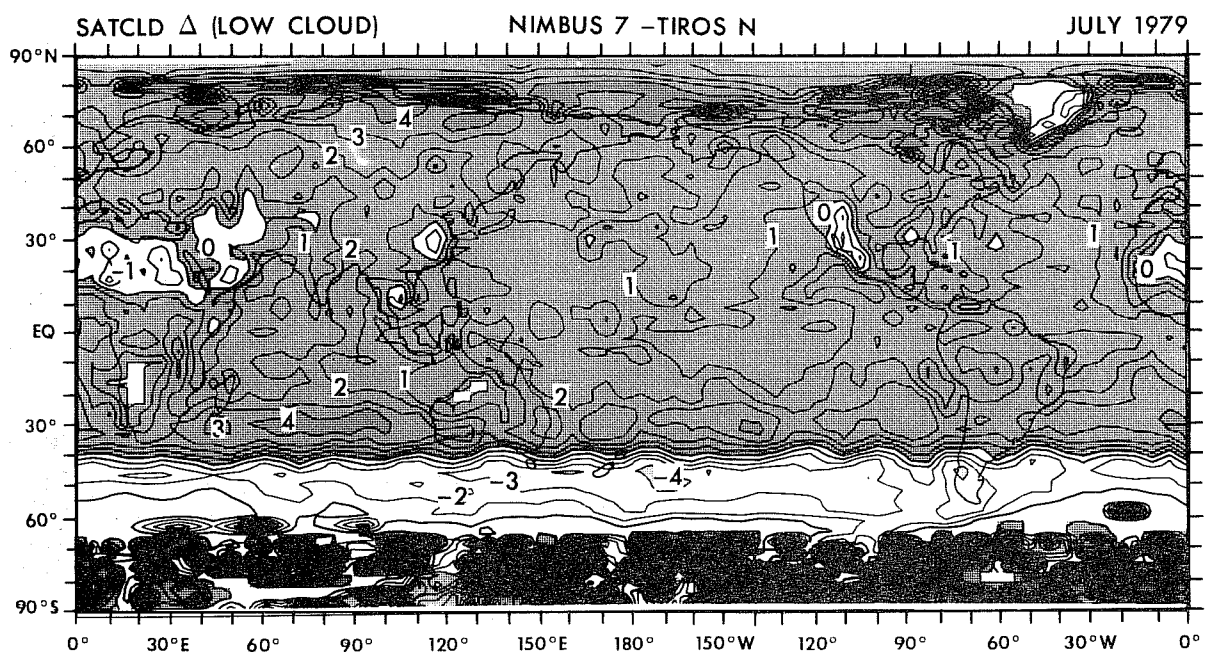 SATCLD Δ (LOW CLOUD) NIMBUS 7 –TIROS N JULY 1979
90°N
4
3
60° 2
0
30° 0 1 2 1 1 1
–1 1 0
EQ
2 1 2
30° 3 4
–2 –3 –4
60°
90°S
0° 30°E 60° 90° 120° 150°E 180° 150°W 120° 90° 60° 30°W 0°